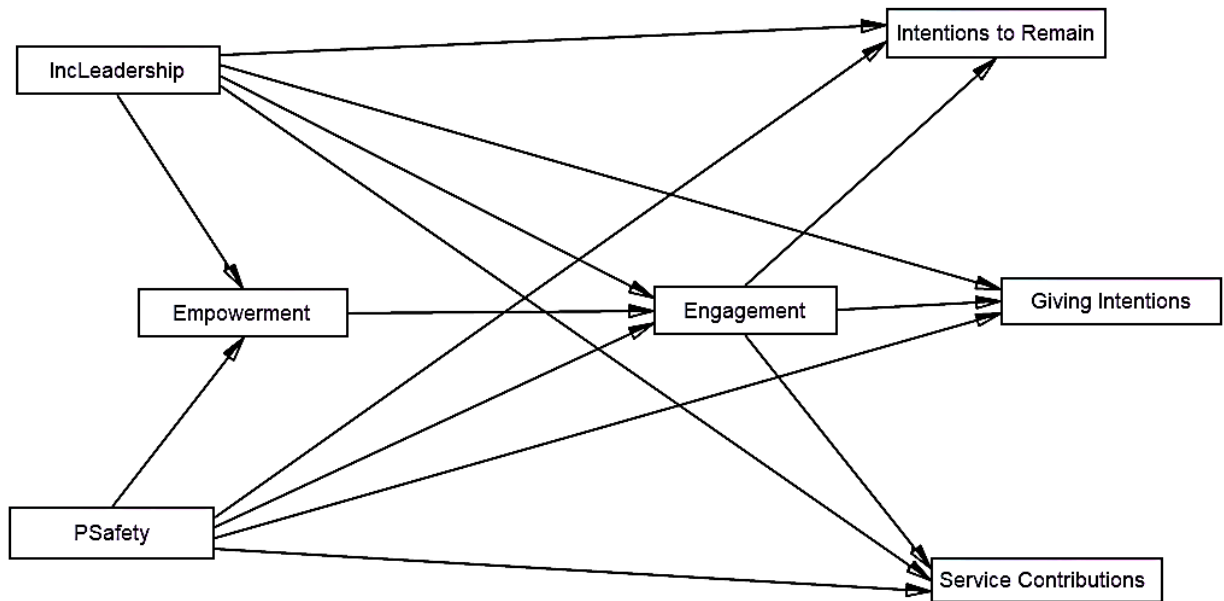 Intentions to Remain
IncLeadership
Empowerment
Engagement
Giving Intentions
PSafety
Service Contributions